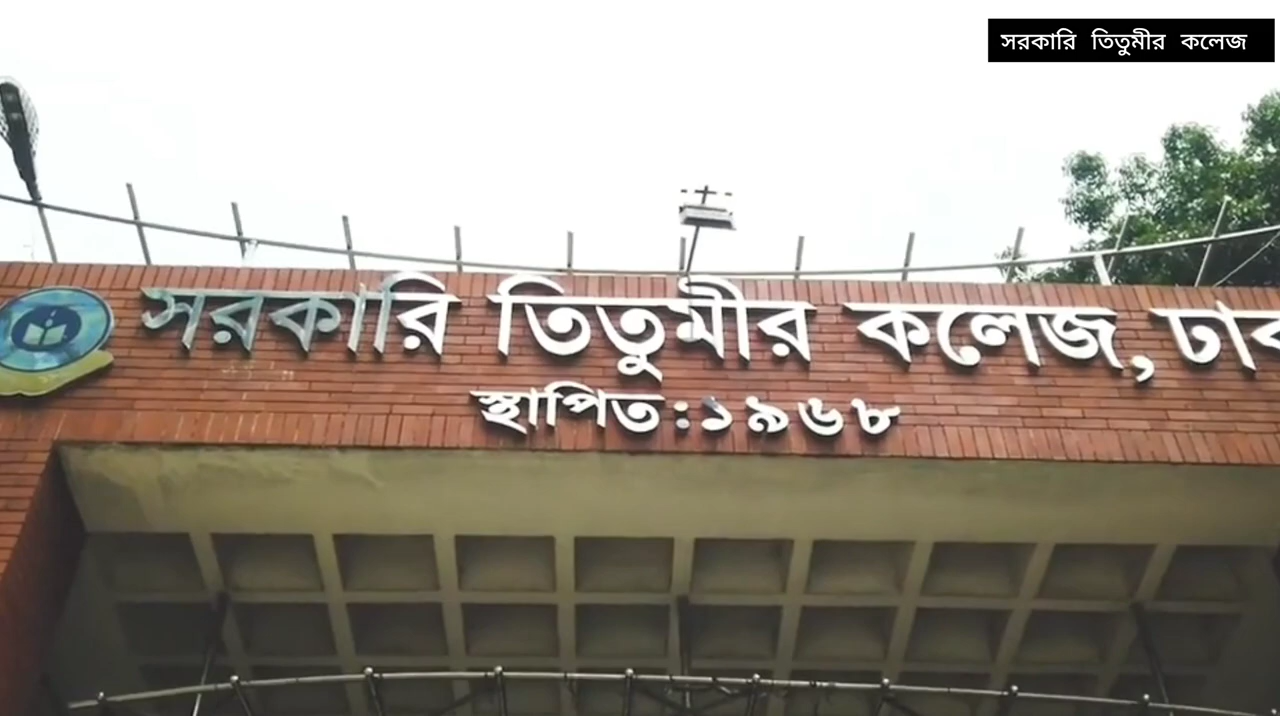 সরকারি তিতুমীর কলেজ
সরকারি তিতুমীর কলেজ, ঢাক
স্থাপিত : ১৯৬৮